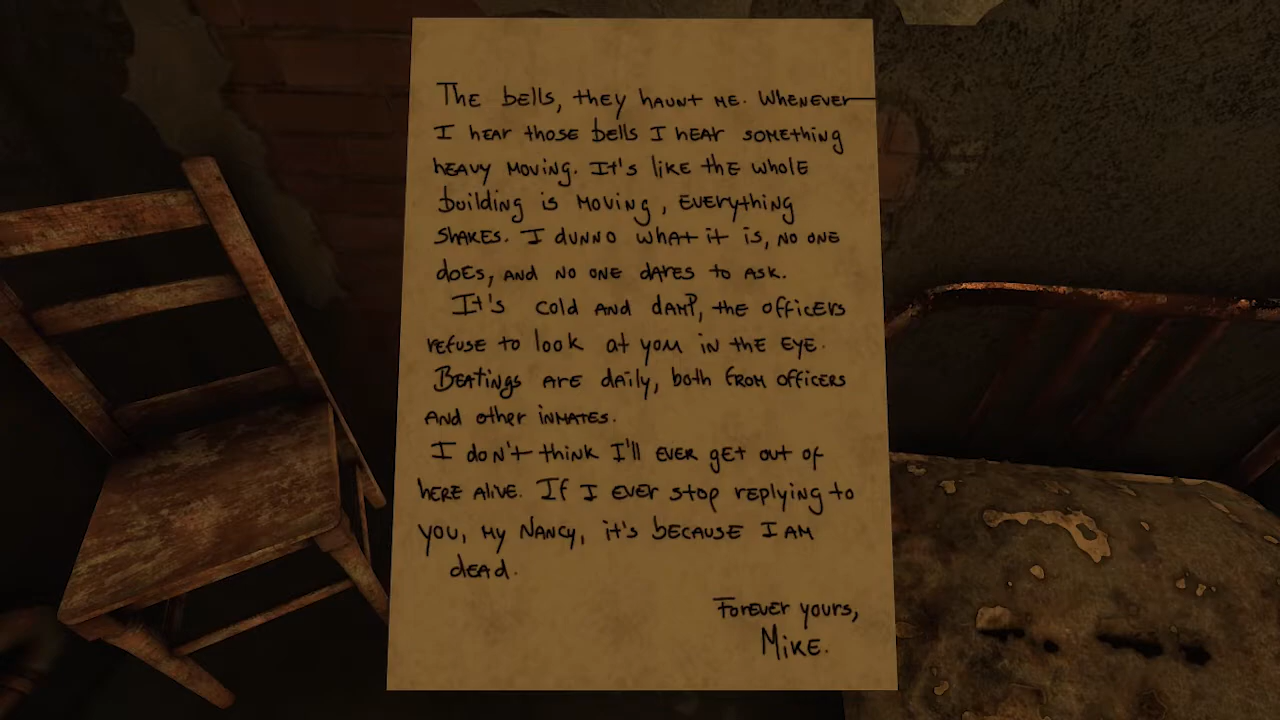 The bells, they haunt me. Whenever
I hear those bells I hear something
heavy moving. It's like the whole
building is moving, everything
shakes. I dunno what it is, no one
does, and no one dares to ask.
It's cold and damp, the officers
refuse to look at you in the eye.
Beatings are daily, both from officers
and other inmates.
I don't think I'll ever get out of
here alive. If I ever stop replying to
you, my Nancy, it's because I am
dead.
Forever yours,
Mike.